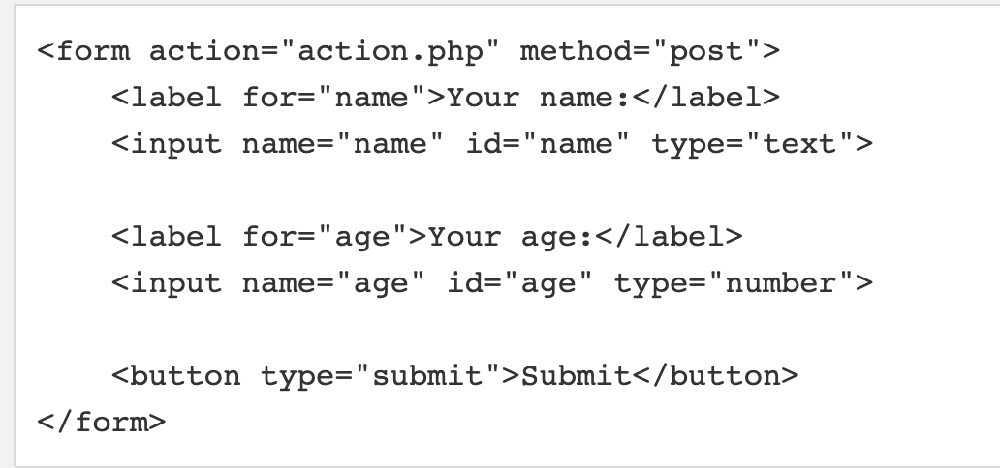 <form action="action.php" method="post">
    <label for="name">Your name:</label>
    <input name="name" id="name" type="text">

    <label for="age">Your age:</label>
    <input name="age" id="age" type="number">

    <button type="submit">Submit</button>
</form>